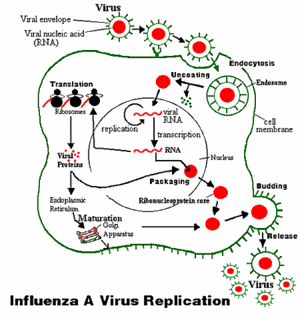 Virus
Viral envelope
Viral nucleic acid
(RNA)
Endocytosis
Uncoating
Endosome
Translation
Ribosomes
viral
RNA
replication
cell
membrane
transcription
RNA
Viral
Proteins
Nucleus
Packaging
Budding
Ribonucleoprotein core
Endoplasmic
Reticulum
Maturation
Golgi
Apparatus
Release
Virus
Influenza A Virus Replication